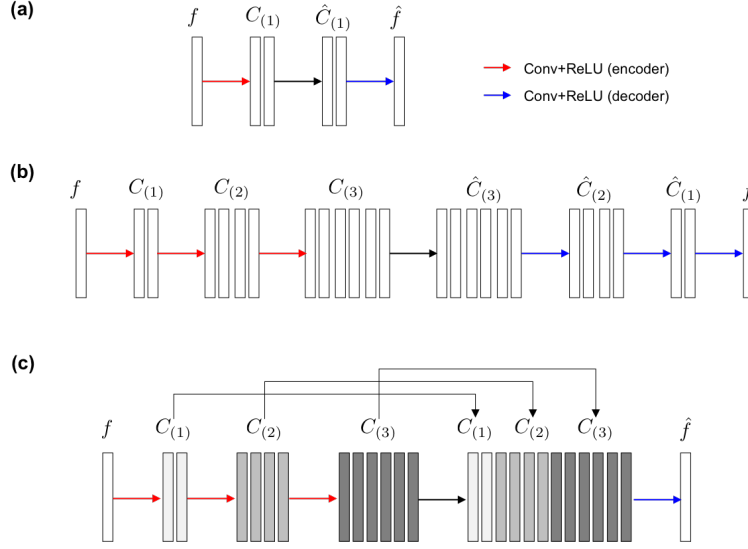 (a)
f C(1) Ĉ(1) f̂
Conv+ReLU (encoder)
Conv+ReLU (decoder)
(b)
f C(1) C(2) C(3) Ĉ(3) Ĉ(2) Ĉ(1)
(c)
f C(1) C(2) C(3) C(1) C(2) C(3) f̂